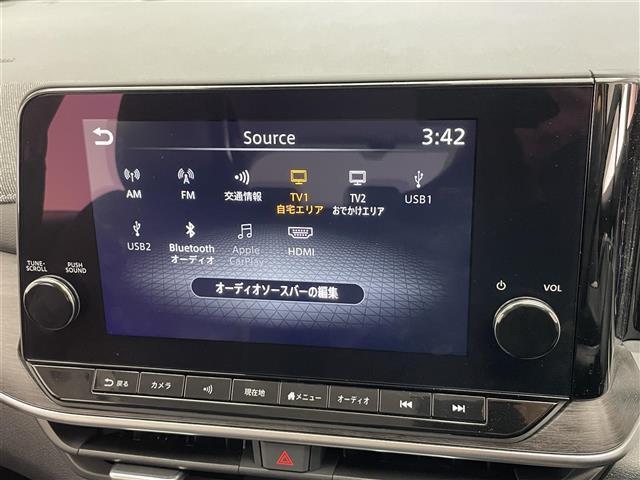 Source 3:42
AM FM 交通情報 TV1 TV2 USB1
自宅エリア おでかけエリア
USB2 Bluetooth Apple HDMI
オーディオ CarPlay
オーディオソースバーの編集
TUNE・ PUSH
SCROLL SOUND
VOL
戻る カメラ 現在地 メニュー オーディオ